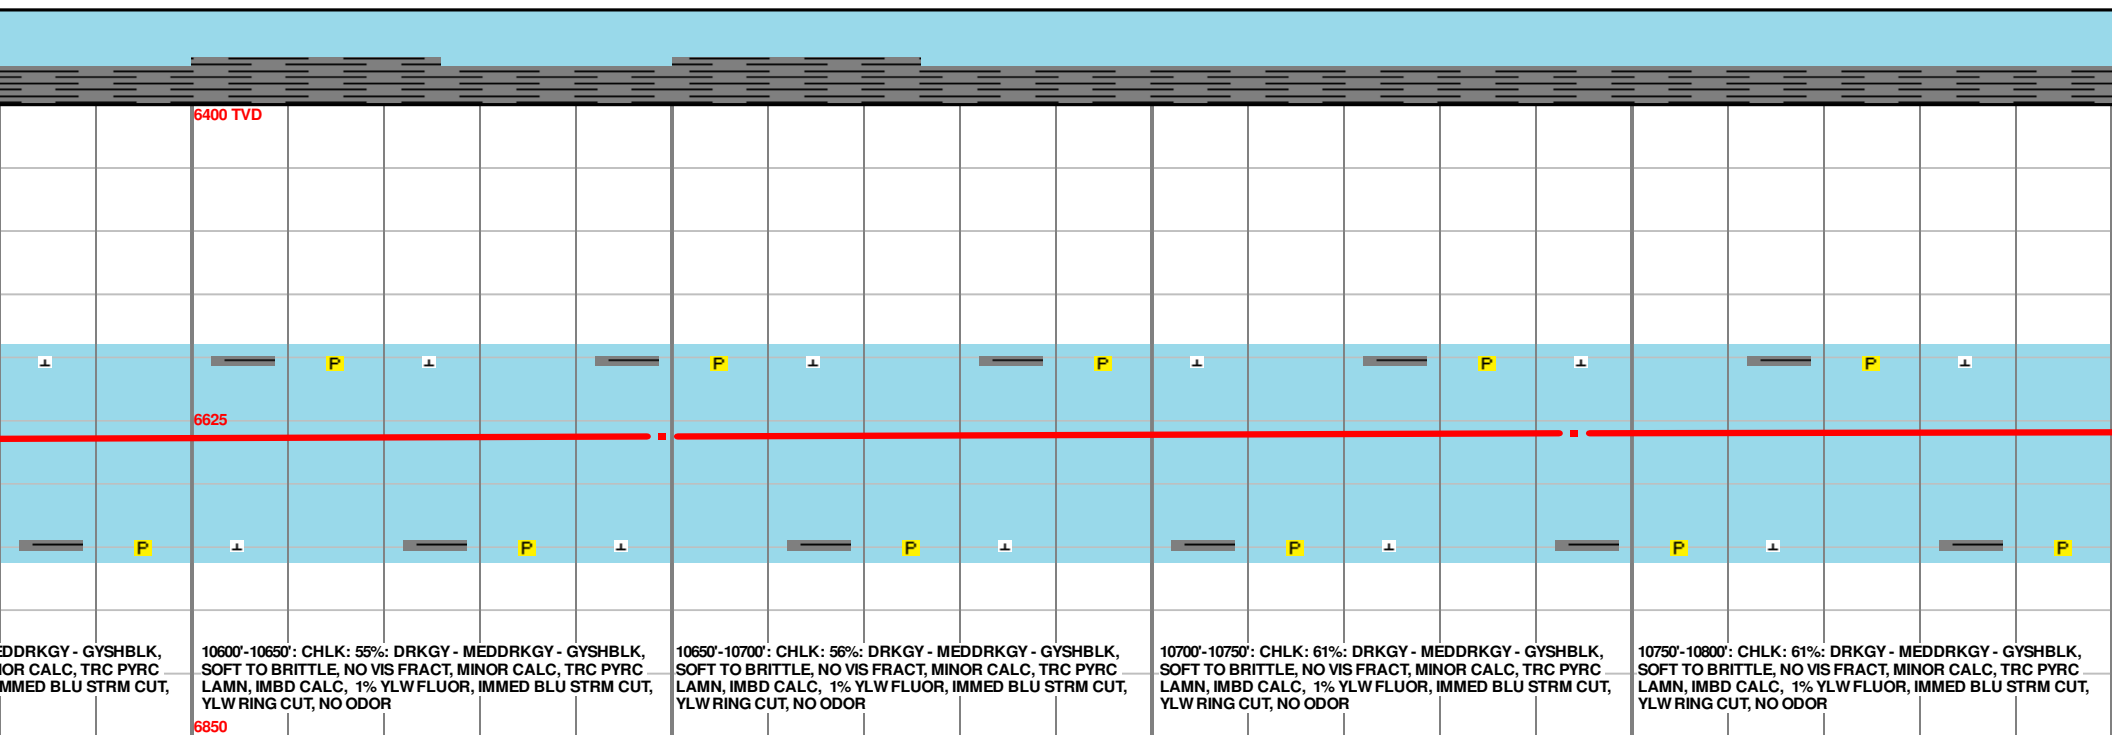 6400 TVD
P
P
P
P
P
6625
P
P
P
P
P
P
EDDRKGY - GYSHBLK,
OR CALC, TRC PYRC
MMED BLU STRM CUT,
10600'-10650': CHLK: 55%: DRKGY - MEDDRKGY - GYSHBLK,
SOFT TO BRITTLE, NO VIS FRACT, MINOR CALC, TRC PYRC
LAMN, IMBD CALC, 1% YLW FLUOR, IMMED BLU STRM CUT,
YLW RING CUT, NO ODOR
10650'-10700': CHLK: 56%: DRKGY - MEDDRKGY - GYSHBLK,
SOFT TO BRITTLE, NO VIS FRACT, MINOR CALC, TRC PYRC
LAMN, IMBD CALC, 1% YLW FLUOR, IMMED BLU STRM CUT,
YLW RING CUT, NO ODOR
10700'-10750': CHLK: 61%: DRKGY - MEDDRKGY - GYSHBLK,
SOFT TO BRITTLE, NO VIS FRACT, MINOR CALC, TRC PYRC
LAMN, IMBD CALC, 1% YLW FLUOR, IMMED BLU STRM CUT,
YLW RING CUT, NO ODOR
10750'-10800': CHLK: 61%: DRKGY - MEDDRKGY - GYSHBLK,
SOFT TO BRITTLE, NO VIS FRACT, MINOR CALC, TRC PYRC
LAMN, IMBD CALC, 1% YLW FLUOR, IMMED BLU STRM CUT,
YLW RING CUT, NO ODOR
6850